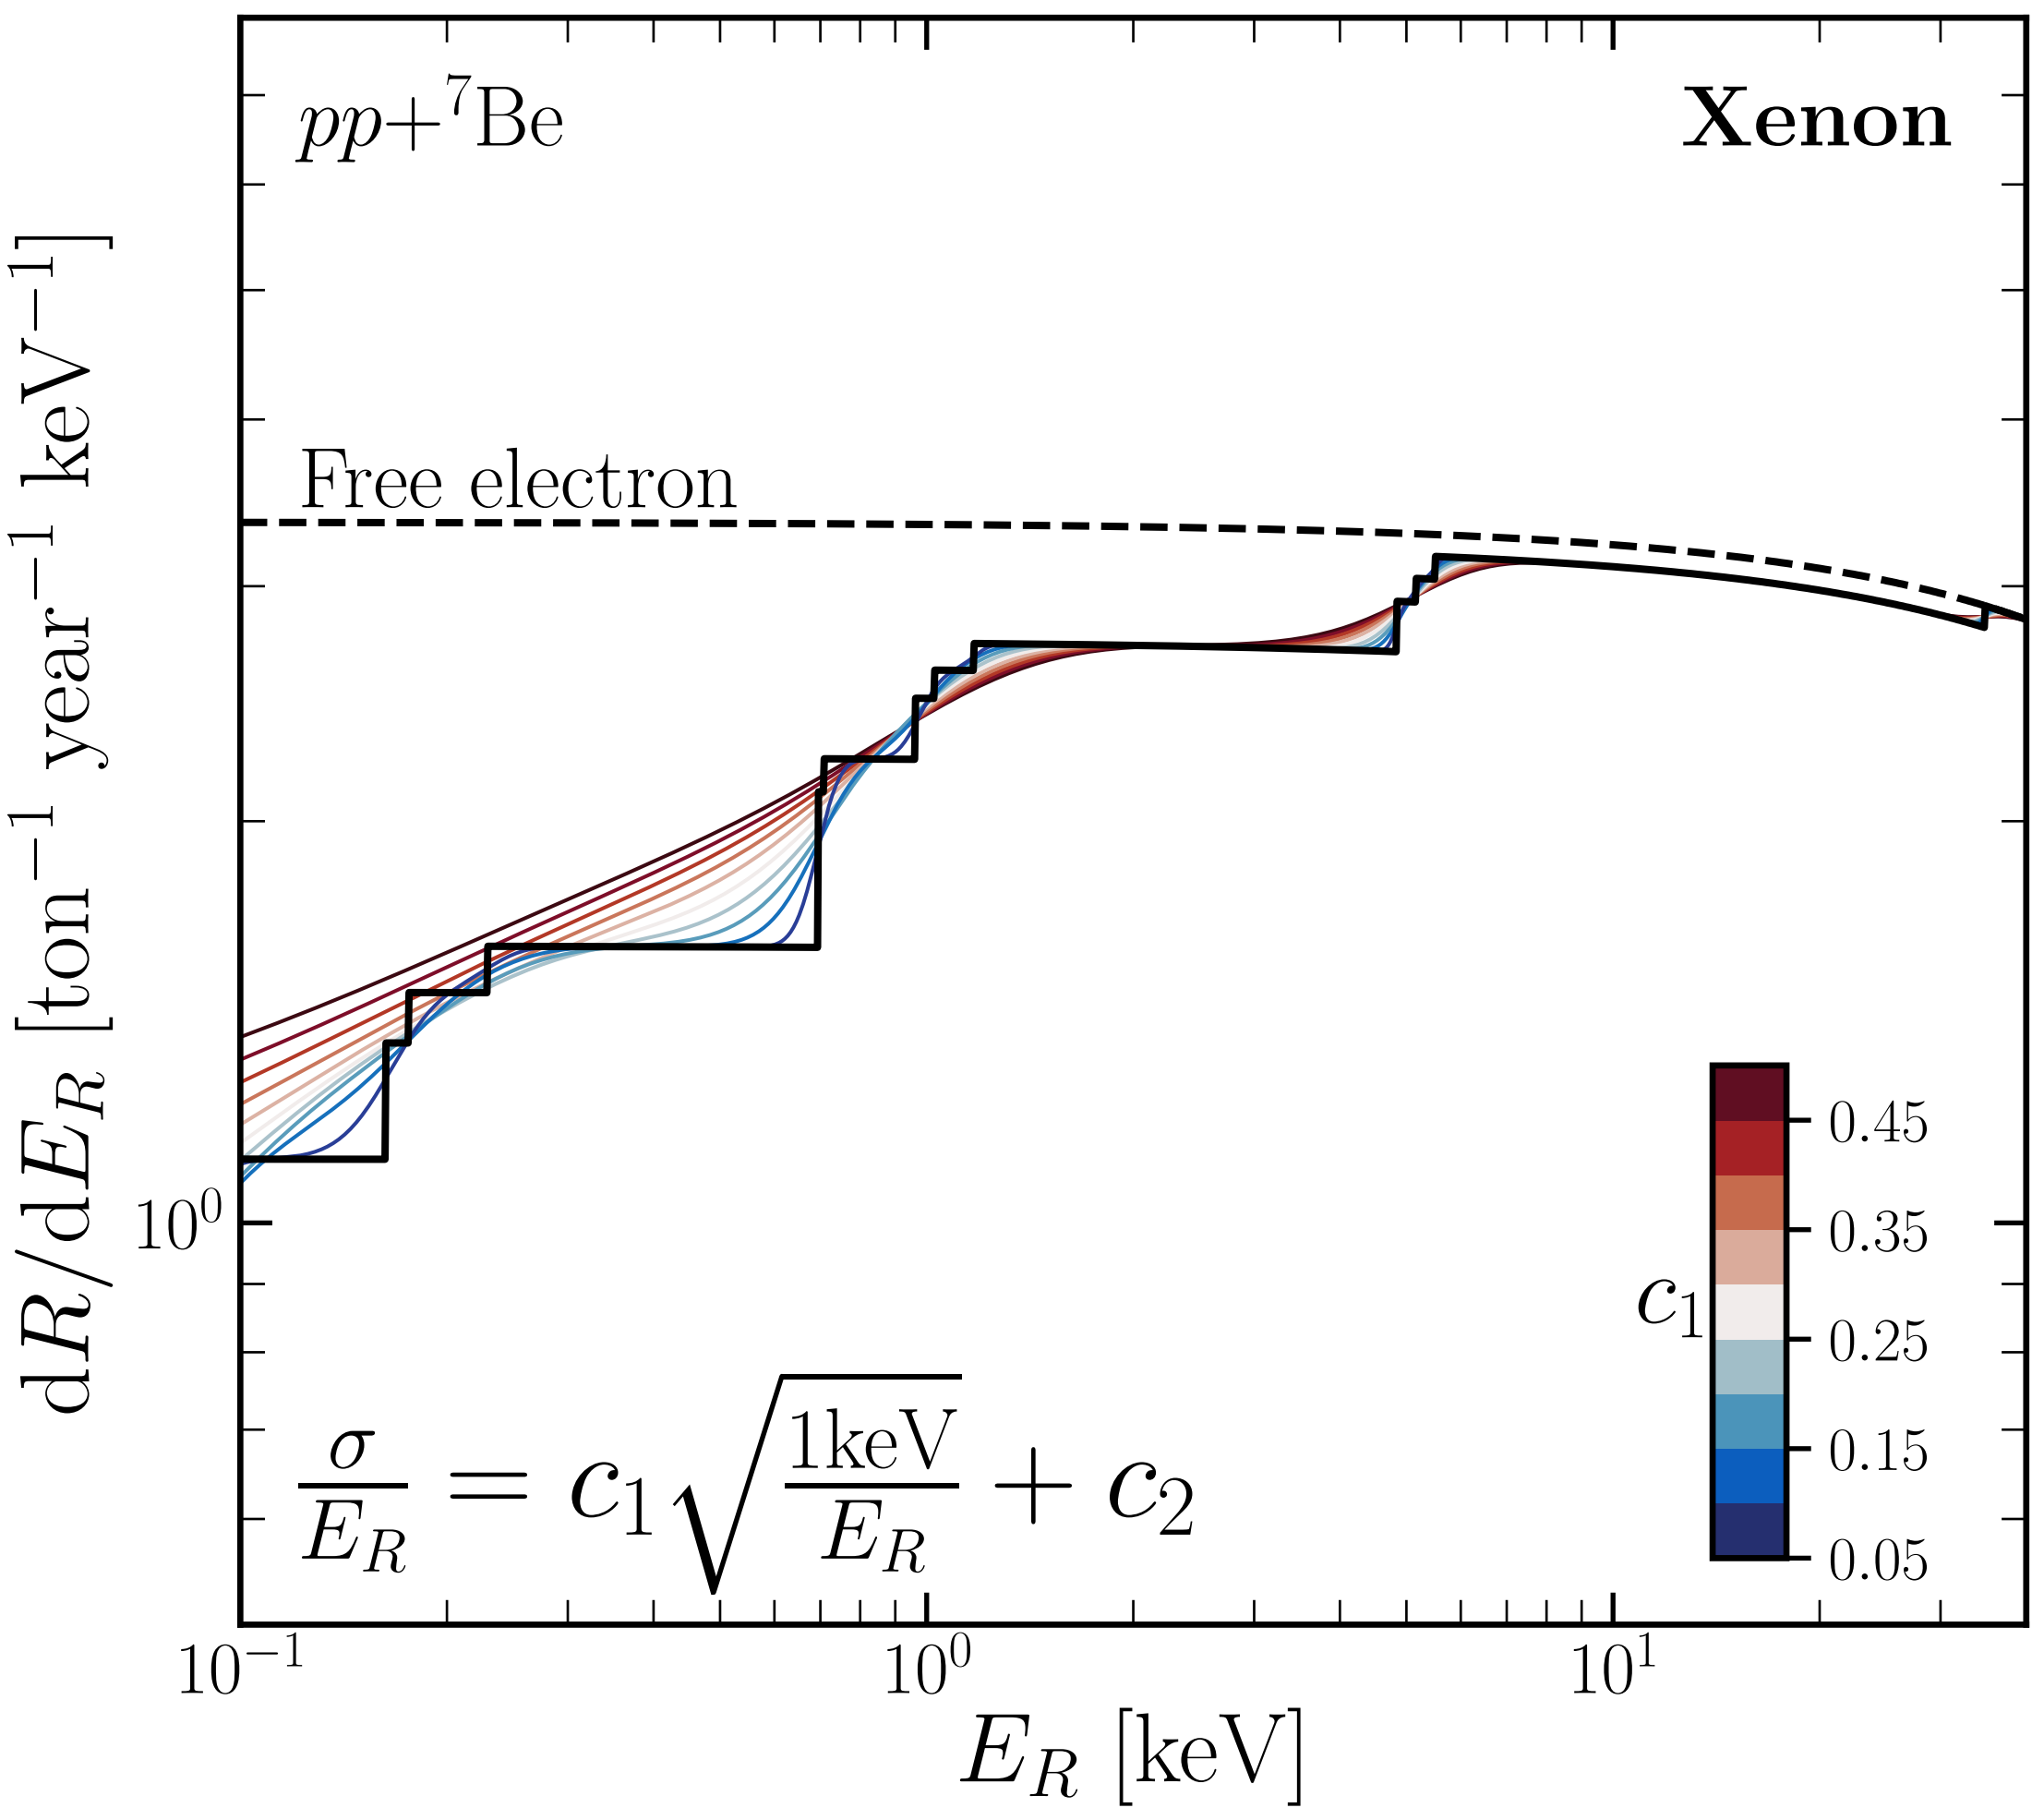 pp+⁷Be
Xenon
Free electron
dR/dE_R [ton⁻¹ year⁻¹ keV⁻¹]
10⁰
c₁
0.45
0.35
0.25
0.15
0.05
σ/E_R = c₁√(1keV/E_R) + c₂
10⁻¹ 10⁰ 10¹
E_R [keV]